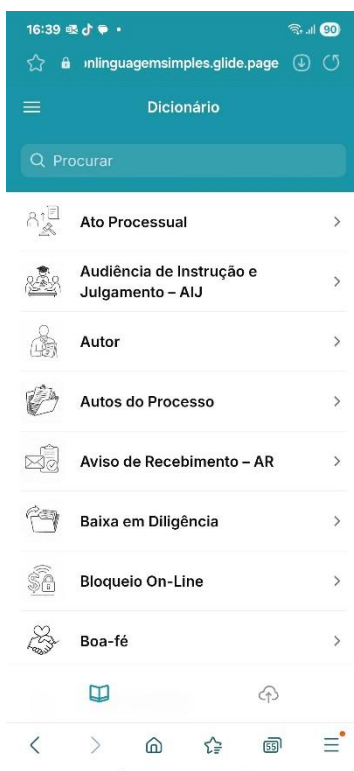 16:39
90
nlinguagemsimples.glide.page
Dicionário
Procurar
Ato Processual
Audiência de Instrução e
Julgamento – AIJ
Autor
Autos do Processo
Aviso de Recebimento – AR
Baixa em Diligência
Bloqueio On-Line
Boa-fé
55